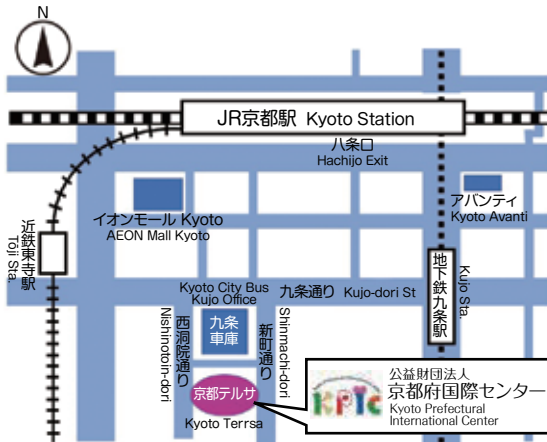 N
JR京都駅 Kyoto Station
八条口
Hachijo Exit
イオンモール Kyoto
AEON Mall Kyoto
アバンティ
Kyoto Avanti
近鉄東寺駅
Tōji Sta.
地下鉄九条駅
Kujō Sta.
Kyoto City Bus
Kujo Office
九条通り Kujo-dori St
九条
車庫
西洞院通り
Nishinotoin-dori
新町通り
Shinmachi-dori
京都テルサ
Kyoto Terrsa
KPIC
公益財団法人
京都府国際センター
Kyoto Prefectural
International Center